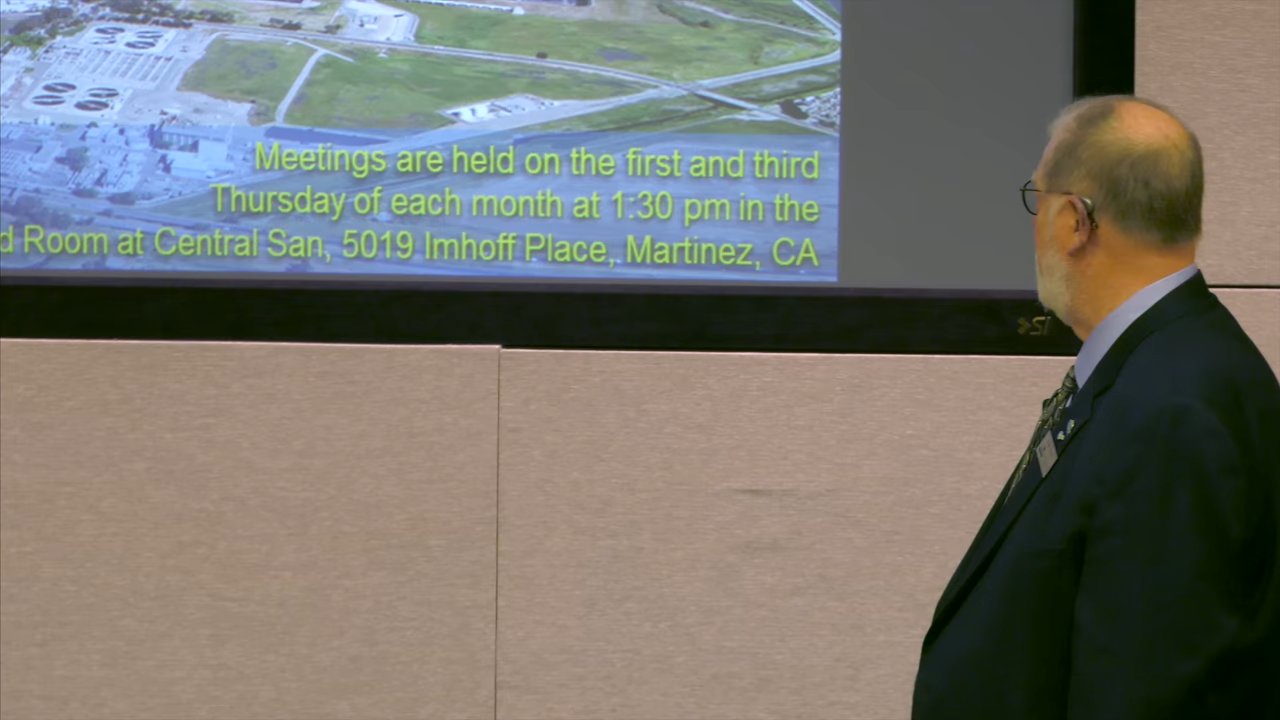 Meetings are held on the first and third
Thursday of each month at 1:30 pm in the
d Room at Central San, 5019 Imhoff Place, Martinez, CA
SI